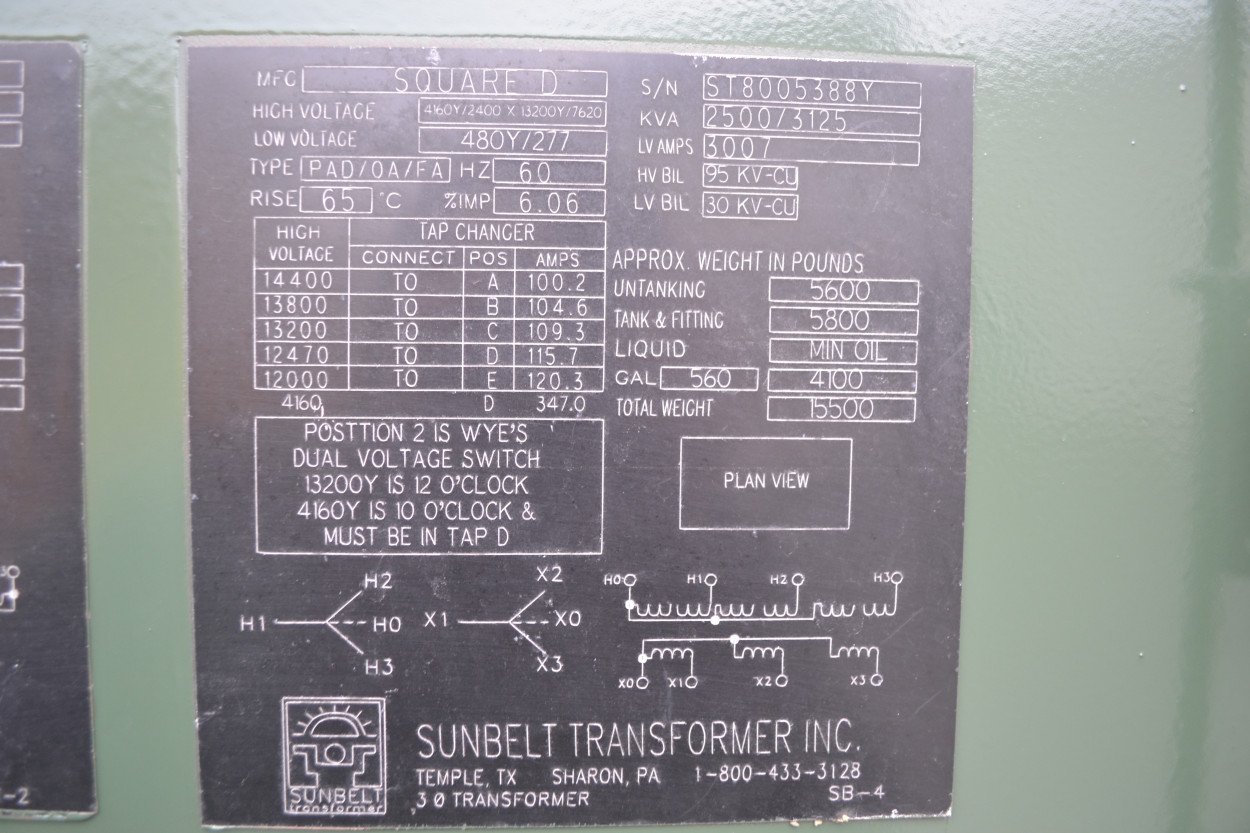 MFG SQUARE D
HIGH VOLTAGE 4160Y/2400 X 13200Y/7620
LOW VOLTAGE 480Y/277
TYPE PAD/OA/FA HZ 60
RISE 65 °C %IMP 6.06
S/N ST8005388Y
KVA 2500/3125
LV AMPS 3007
HV BIL 95 KV-CU
LV BIL 30 KV-CU
HIGH VOLTAGE TAP CHANGER
CONNECT POS AMPS
14400 TO A 100.2
13800 TO B 104.6
13200 TO C 109.3
12470 TO D 115.7
12000 TO E 120.3
4160 D 347.0
APPROX. WEIGHT IN POUNDS
UNTANKING 5600
TANK & FITTING 5800
LIQUID MIN OIL
GAL 560 4100
TOTAL WEIGHT 15500
POSTTION 2 IS WYE'S
DUAL VOLTAGE SWITCH
13200Y IS 12 O'CLOCK
4160Y IS 10 O'CLOCK &
MUST BE IN TAP D
PLAN VIEW
H2
H1 H0
H3
X2
X1 X0
X3
H0 H1 H2 H3
X0 X1 X2 X3
SUNBELT
transformer
SUNBELT TRANSFORMER INC.
TEMPLE, TX SHARON, PA 1-800-433-3128
3 Ø TRANSFORMER SB-4
-2